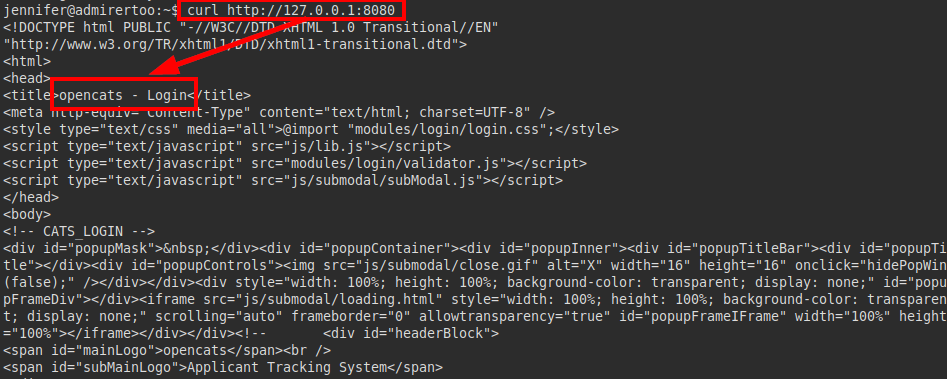 jennifer@admirertoo:~$ curl http://127.0.0.1:8080
<!DOCTYPE html PUBLIC "-//W3C//DTD XHTML 1.0 Transitional//EN"
"http://www.w3.org/TR/xhtml1/DTD/xhtml1-transitional.dtd">
<html>
<head>
<title>opencats - Login</title>
<meta http-equiv="Content-Type" content="text/html; charset=UTF-8" />
<style type="text/css" media="all">@import "modules/login/login.css";</style>
<script type="text/javascript" src="js/lib.js"></script>
<script type="text/javascript" src="modules/login/validator.js"></script>
<script type="text/javascript" src="js/submodal/subModal.js"></script>
</head>
<body>
<!-- CATS_LOGIN -->
<div id="popupMask">&nbsp;</div><div id="popupContainer"><div id="popupInner"><div id="popupTitleBar"><div id="popupTi
tle"></div><div id="popupControls"><img src="js/submodal/close.gif" alt="X" width="16" height="16" onclick="hidePopWin
(false);" /></div></div><div style="width: 100%; height: 100%; background-color: transparent; display: none;" id="popu
pFrameDiv"></div><iframe src="js/submodal/loading.html" style="width: 100%; height: 100%; background-color: transparen
t; display: none;" scrolling="auto" frameborder="0" allowtransparency="true" id="popupFrameIFrame" width="100%" height
="100%"></iframe></div></div><!-- <div id="headerBlock">
<span id="mainLogo">opencats</span><br />
<span id="subMainLogo">Applicant Tracking System</span>